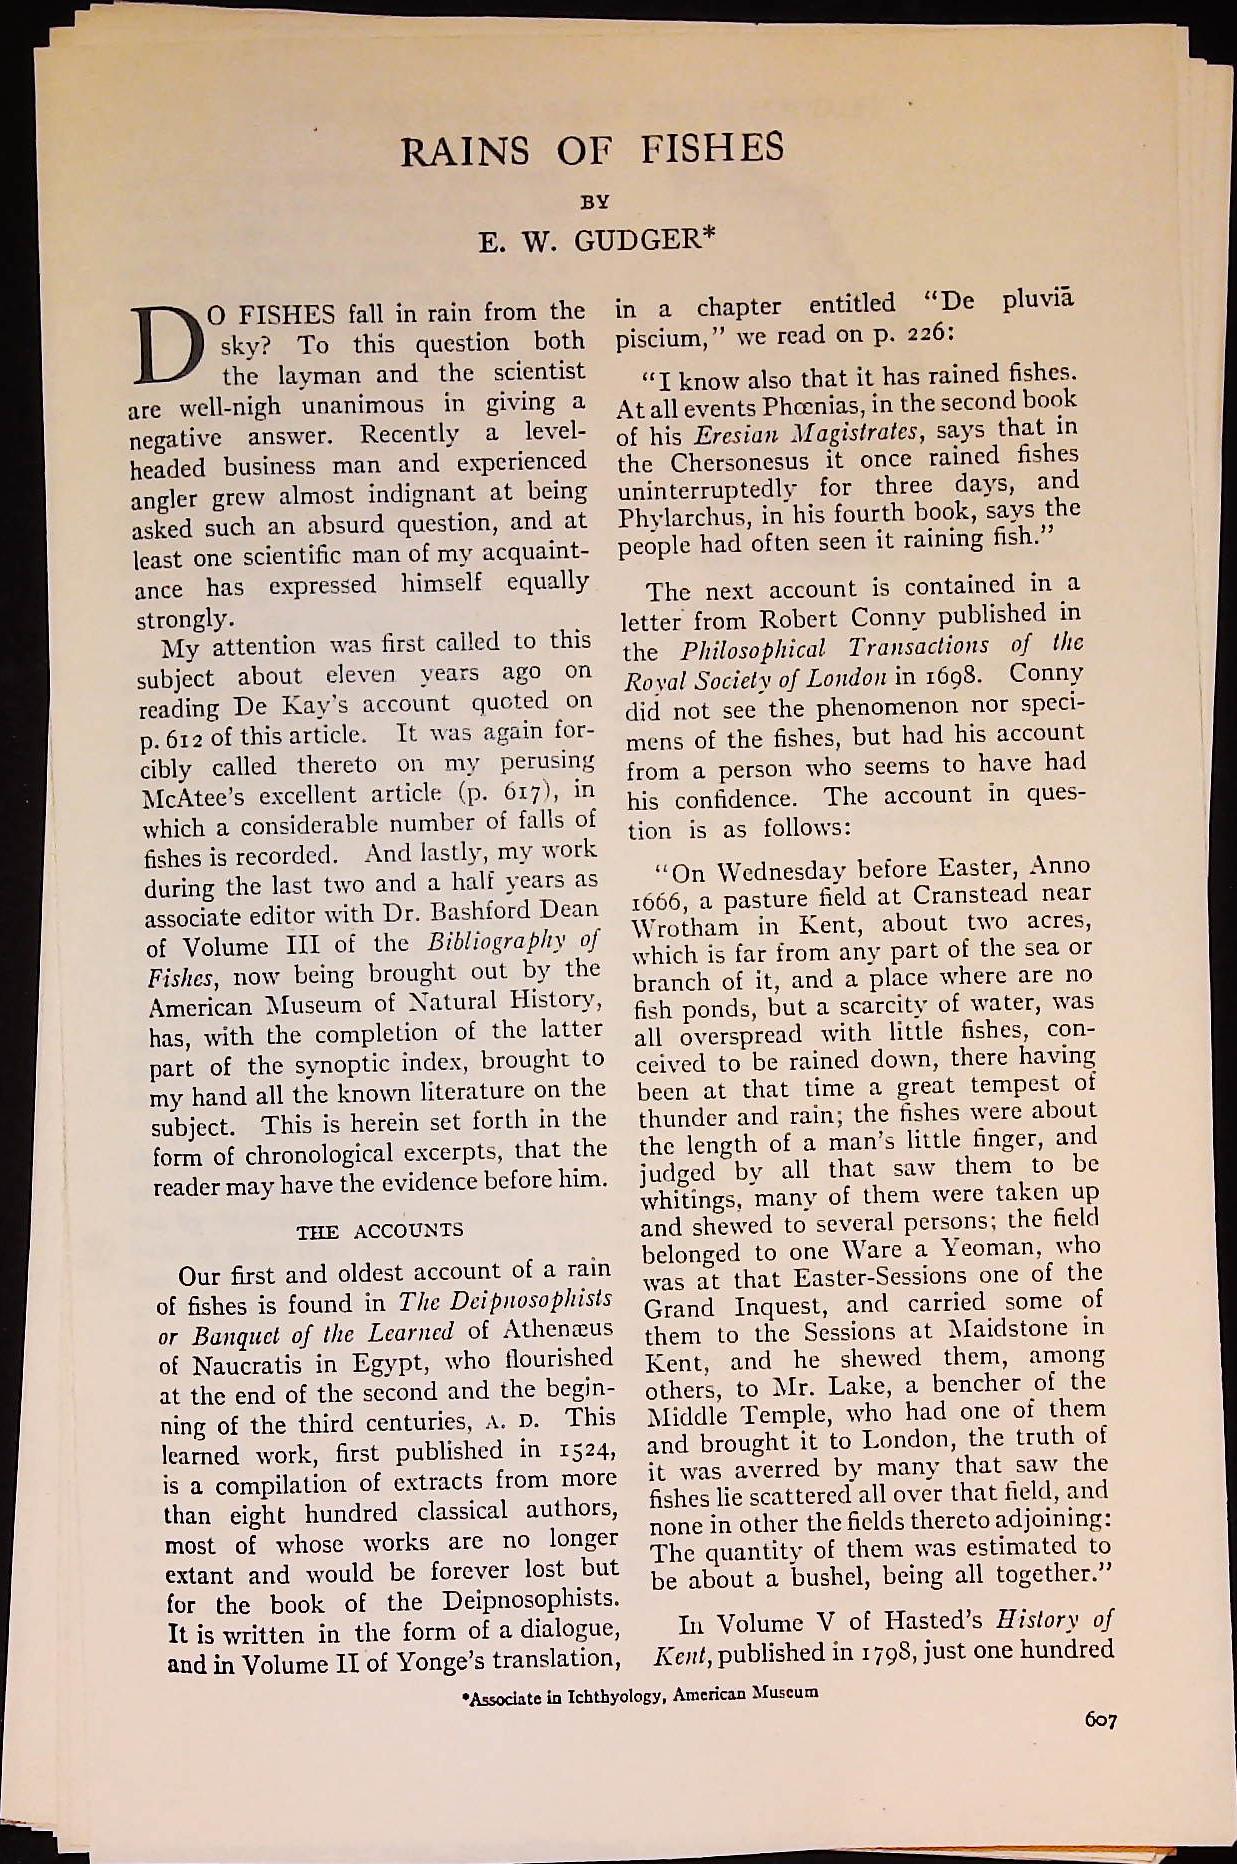 RAINS OF FISHES
BY
E. W. GUDGER*
DO FISHES fall in rain from the
sky? To this question both
the layman and the scientist
are well-nigh unanimous in giving a
negative answer. Recently a level-
headed business man and experienced
angler grew almost indignant at being
asked such an absurd question, and at
least one scientific man of my acquaint-
ance has expressed himself equally
strongly.
My attention was first called to this
subject about eleven years ago on
reading De Kay's account quoted on
p. 612 of this article. It was again for-
cibly called thereto on my perusing
McAtee's excellent article (p. 617), in
which a considerable number of falls of
fishes is recorded. And lastly, my work
during the last two and a half years as
associate editor with Dr. Bashford Dean
of Volume III of the Bibliography of
Fishes, now being brought out by the
American Museum of Natural History,
has, with the completion of the latter
part of the synoptic index, brought to
my hand all the known literature on the
subject. This is herein set forth in the
form of chronological excerpts, that the
reader may have the evidence before him.
THE ACCOUNTS
Our first and oldest account of a rain
of fishes is found in The Deipnosophists
or Banquet of the Learned of Athenæus
of Naucratis in Egypt, who flourished
at the end of the second and the begin-
ning of the third centuries, A. D. This
learned work, first published in 1524,
is a compilation of extracts from more
than eight hundred classical authors,
most of whose works are no longer
extant and would be forever lost but
for the book of the Deipnosophists.
It is written in the form of a dialogue,
and in Volume II of Yonge's translation,
in a chapter entitled "De pluviā
piscium," we read on p. 226:
"I know also that it has rained fishes.
At all events Phœnias, in the second book
of his Eresian Magistrates, says that in
the Chersonesus it once rained fishes
uninterruptedly for three days, and
Phylarchus, in his fourth book, says the
people had often seen it raining fish."
The next account is contained in a
letter from Robert Conny published in
the Philosophical Transactions of the
Royal Society of London in 1698. Conny
did not see the phenomenon nor speci-
mens of the fishes, but had his account
from a person who seems to have had
his confidence. The account in ques-
tion is as follows:
"On Wednesday before Easter, Anno
1666, a pasture field at Cranstead near
Wrotham in Kent, about two acres,
which is far from any part of the sea or
branch of it, and a place where are no
fish ponds, but a scarcity of water, was
all overspread with little fishes, con-
ceived to be rained down, there having
been at that time a great tempest of
thunder and rain; the fishes were about
the length of a man's little finger, and
judged by all that saw them to be
whitings, many of them were taken up
and shewed to several persons; the field
belonged to one Ware a Yeoman, who
was at that Easter-Sessions one of the
Grand Inquest, and carried some of
them to the Sessions at Maidstone in
Kent, and he shewed them, among
others, to Mr. Lake, a bencher of the
Middle Temple, who had one of them
and brought it to London, the truth of
it was averred by many that saw the
fishes lie scattered all over that field, and
none in other the fields thereto adjoining:
The quantity of them was estimated to
be about a bushel, being all together."
In Volume V of Hasted's History of
Kent, published in 1798, just one hundred
*Associate in Ichthyology, American Museum
607